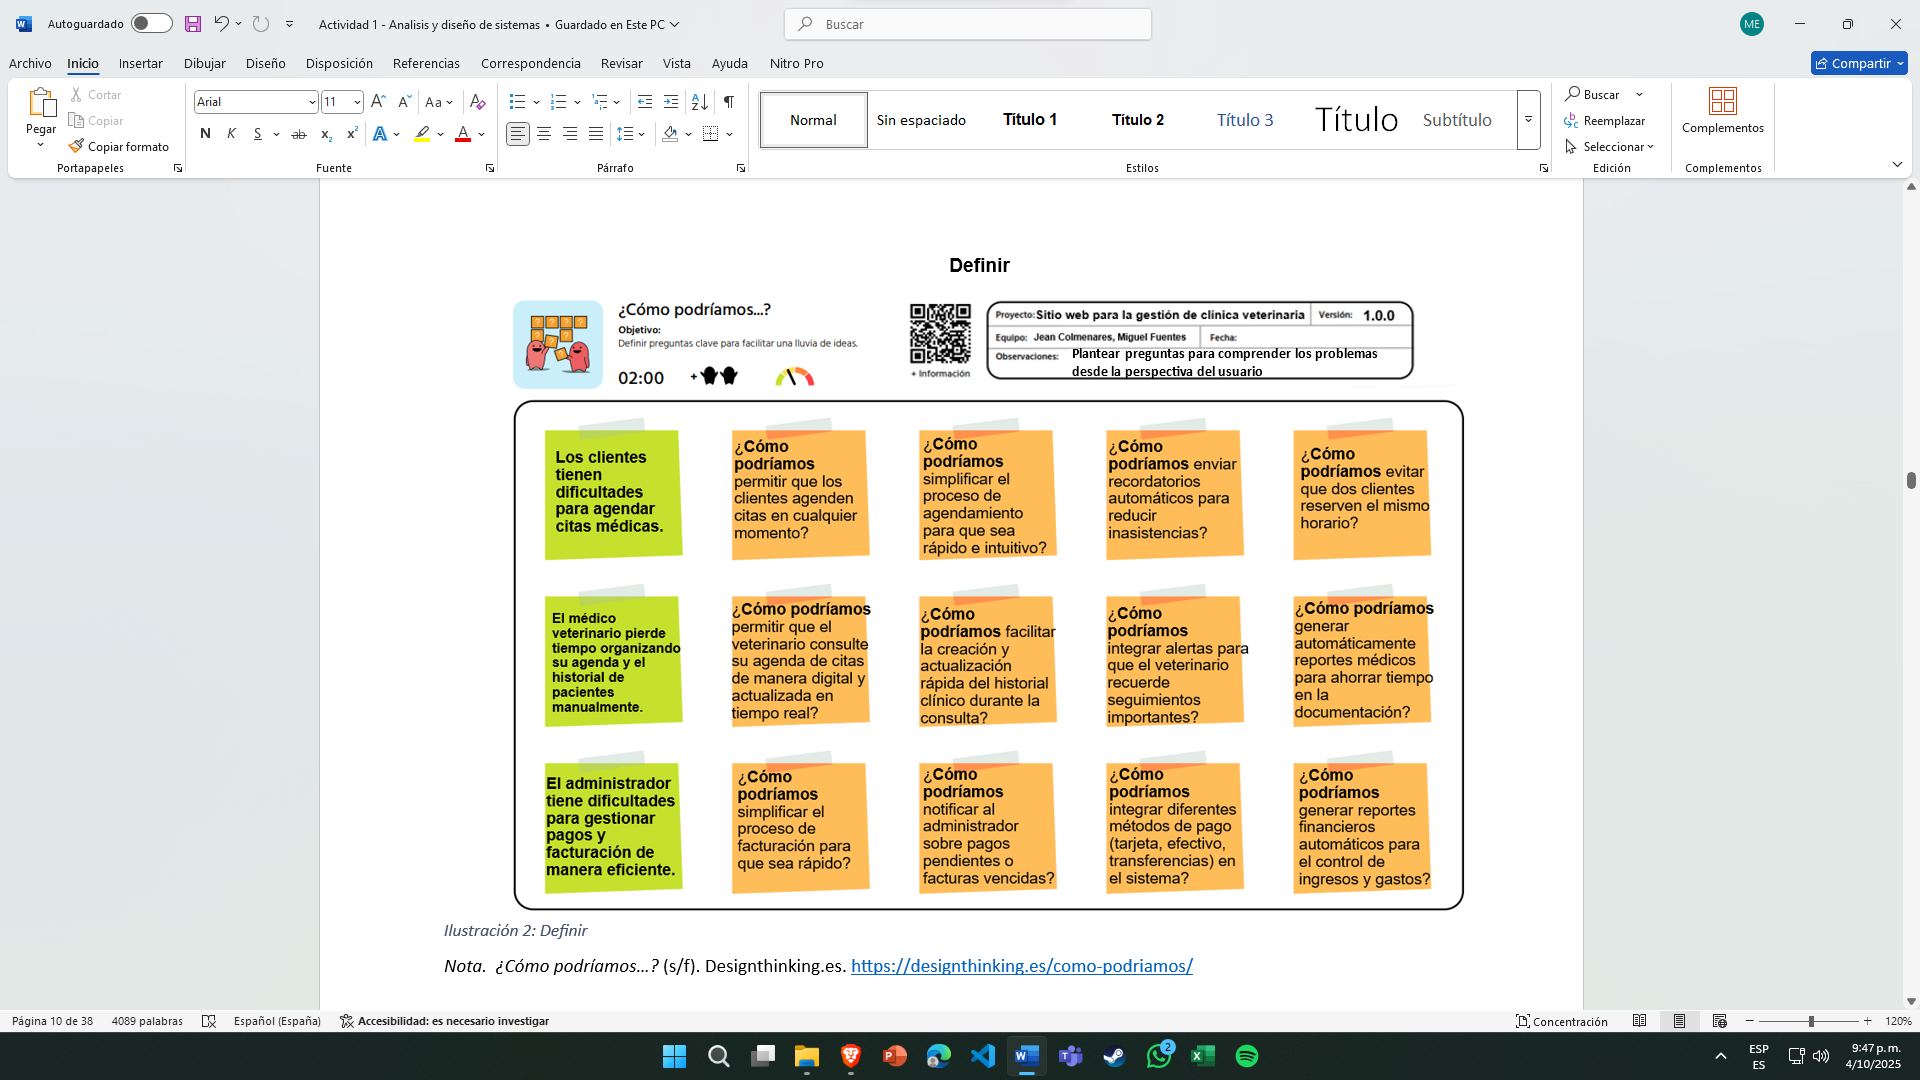 Autoguardado
Actividad 1 - Analisis y diseño de sistemas • Guardado en Este PC
Buscar
ME
Archivo Inicio Insertar Dibujar Diseño Disposición Referencias Correspondencia Revisar Vista Ayuda Nitro Pro
Compartir
Pegar
Cortar
Copiar
Copiar formato
Portapapeles
Arial
11
Fuente
Párrafo
Normal
Sin espaciado
Título 1
Título 2
Título 3
Título
Subtítulo
Estilos
Buscar
Reemplazar
Seleccionar
Edición
Complementos
Complementos
Definir
¿Cómo podríamos...?
Objetivo:
Definir preguntas clave para facilitar una lluvia de ideas.
02:00
+
+ Información
Proyecto: Sitio web para la gestión de clínica veterinaria
Versión: 1.0.0
Equipo: Jean Colmenares, Miguel Fuentes
Fecha:
Observaciones: Plantear preguntas para comprender los problemas
desde la perspectiva del usuario
Los clientes
tienen
dificultades
para agendar
citas médicas.
¿Cómo
podríamos
permitir que los
clientes agenden
citas en cualquier
momento?
¿Cómo
podríamos
simplificar el
proceso de
agendamiento
para que sea
rápido e intuitivo?
¿Cómo
podríamos enviar
recordatorios
automáticos para
reducir
inasistencias?
¿Cómo
podríamos evitar
que dos clientes
reserven el mismo
horario?
El médico
veterinario pierde
tiempo organizando
su agenda y el
historial de
pacientes
manualmente.
¿Cómo podríamos
permitir que el
veterinario consulte
su agenda de citas
de manera digital y
actualizada en
tiempo real?
¿Cómo
podríamos facilitar
la creación y
actualización
rápida del historial
clínico durante la
consulta?
¿Cómo
podríamos
integrar alertas para
que el veterinario
recuerde
seguimientos
importantes?
¿Cómo podríamos
generar
automáticamente
reportes médicos
para ahorrar tiempo
en la
documentación?
El administrador
tiene dificultades
para gestionar
pagos y
facturación de
manera eficiente.
¿Cómo
podríamos
simplificar el
proceso de
facturación para
que sea rápido?
¿Cómo
podríamos
notificar al
administrador
sobre pagos
pendientes o
facturas vencidas?
¿Cómo
podríamos
integrar diferentes
métodos de pago
(tarjeta, efectivo,
transferencias) en
el sistema?
¿Cómo
podríamos
generar reportes
financieros
automáticos para
el control de
ingresos y gastos?
Ilustración 2: Definir
Nota. ¿Cómo podríamos...? (s/f). Designthinking.es. https://designthinking.es/como-podriamos/
Página 10 de 38
4089 palabras
Español (España)
Accesibilidad: es necesario investigar
Concentración
120%
2
ESP
ES
9:47 p. m.
4/10/2025